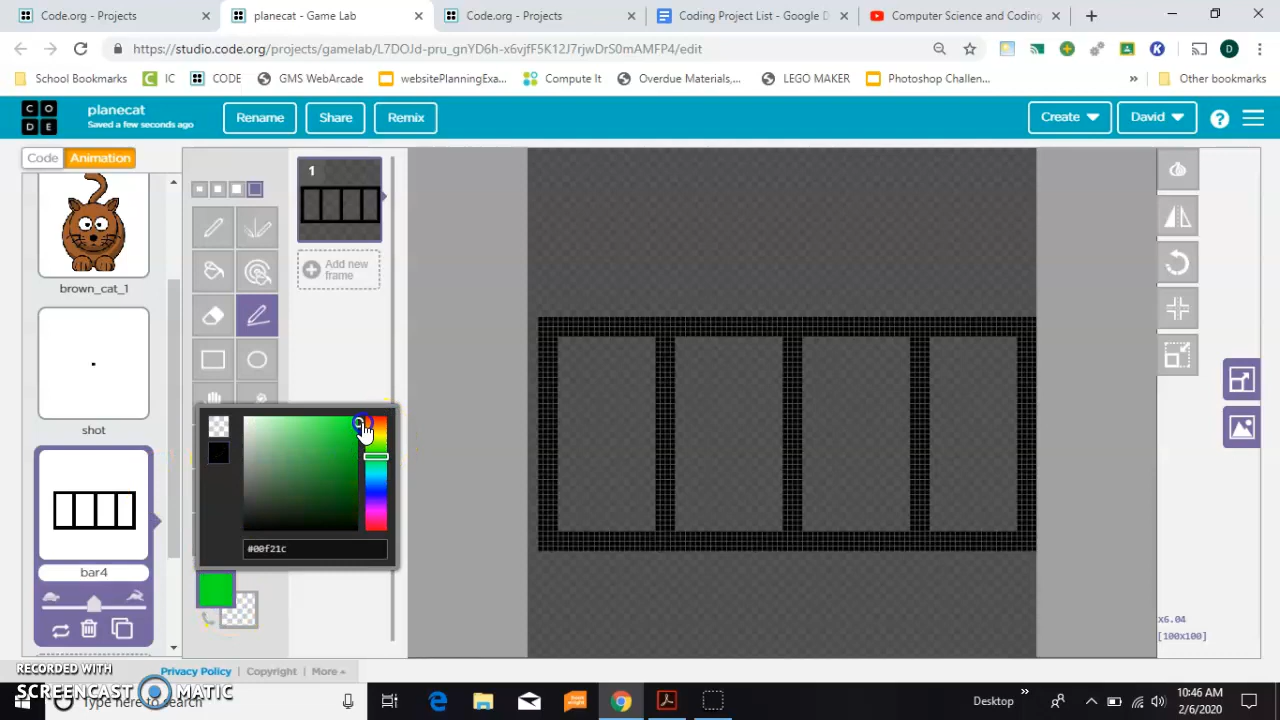 Code.org - Projects
planecat - Game Lab
Code.org - Projects
Coding Project List - Google D
Computer Science and Coding
https://studio.code.org/projects/gamelab/L7DOJd-pru_gnYD6h-x6vjfF5K12J7rjwDrS0mAMFP4/edit
D
School Bookmarks
IC
CODE
GMS WebArcade
websitePlanningExa...
Compute It
Overdue Materials,...
LEGO MAKER
Photoshop Challen...
»
Other bookmarks
C O
D E
planecat
Saved a few seconds ago
Rename
Share
Remix
Create
David
Code
Animation
1
Add new
frame
brown_cat_1
shot
bar4
#00f21c
x6.04
[100x100]
Privacy Policy
Copyright
More
RECORDED WITH
SCREENCAST MATIC
Type here to search
Desktop
»
10:46 AM
2/6/2020